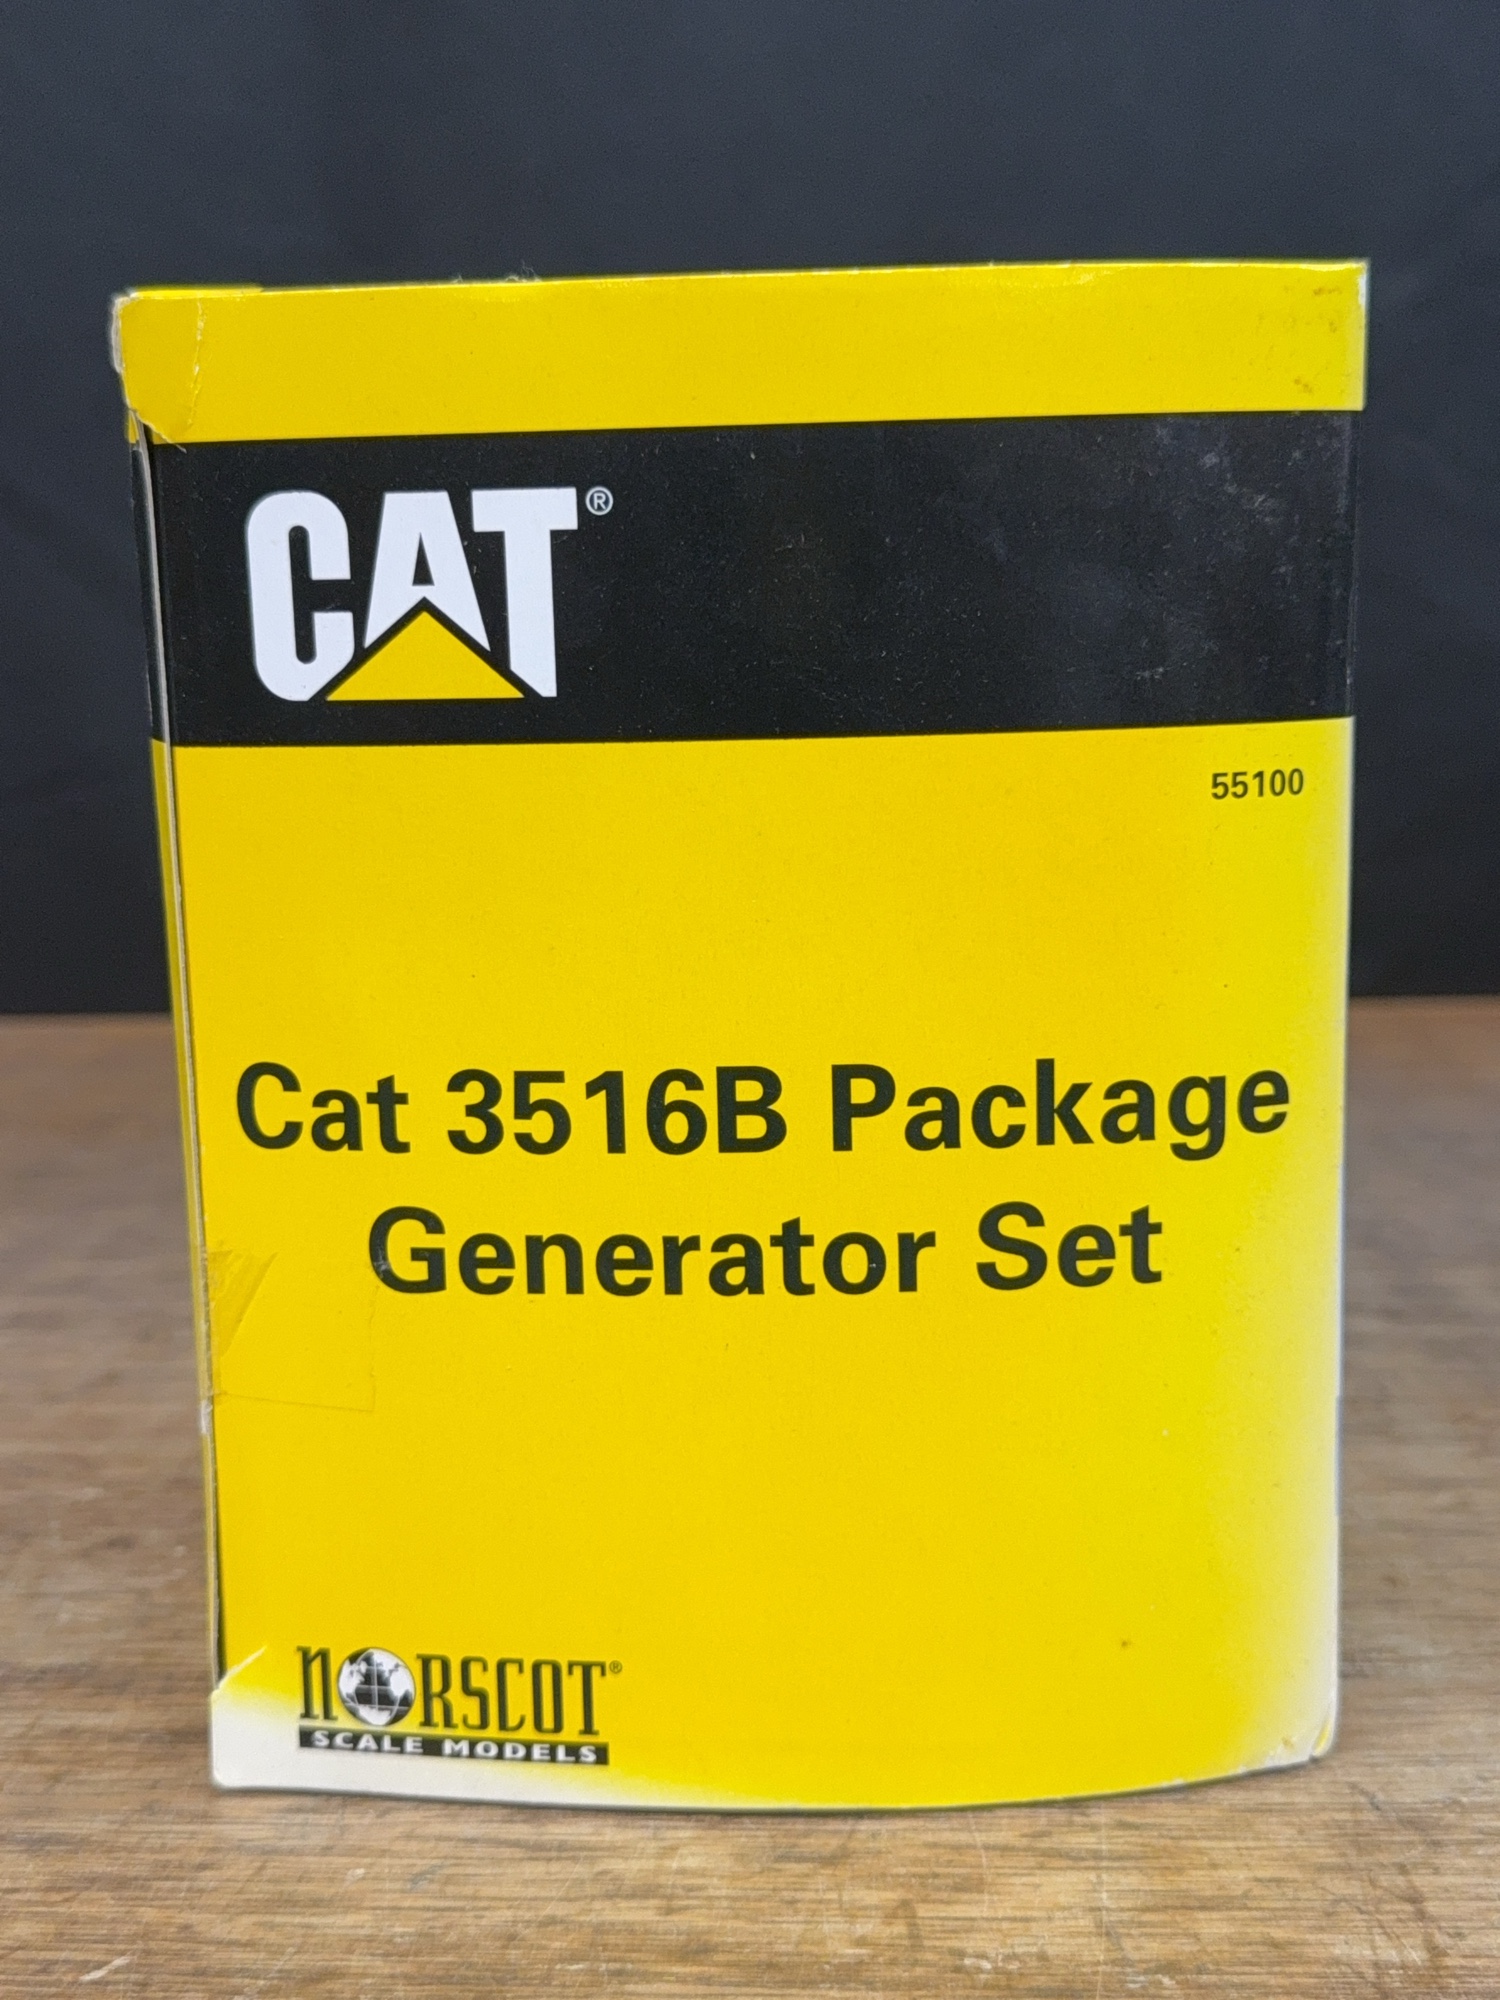 CAT®
55100
Cat 3516B Package
Generator Set
NORSCOT®
SCALE MODELS